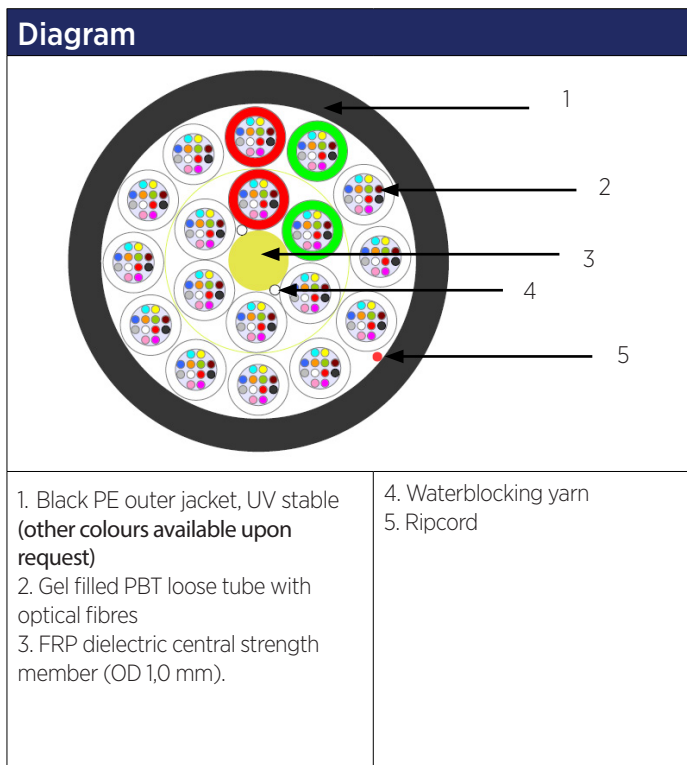 Diagram
1
2
3
4
5
1. Black PE outer jacket, UV stable
(other colours available upon
request)
2. Gel filled PBT loose tube with
optical fibres
3. FRP dielectric central strength
member (OD 1,0 mm).
4. Waterblocking yarn
5. Ripcord